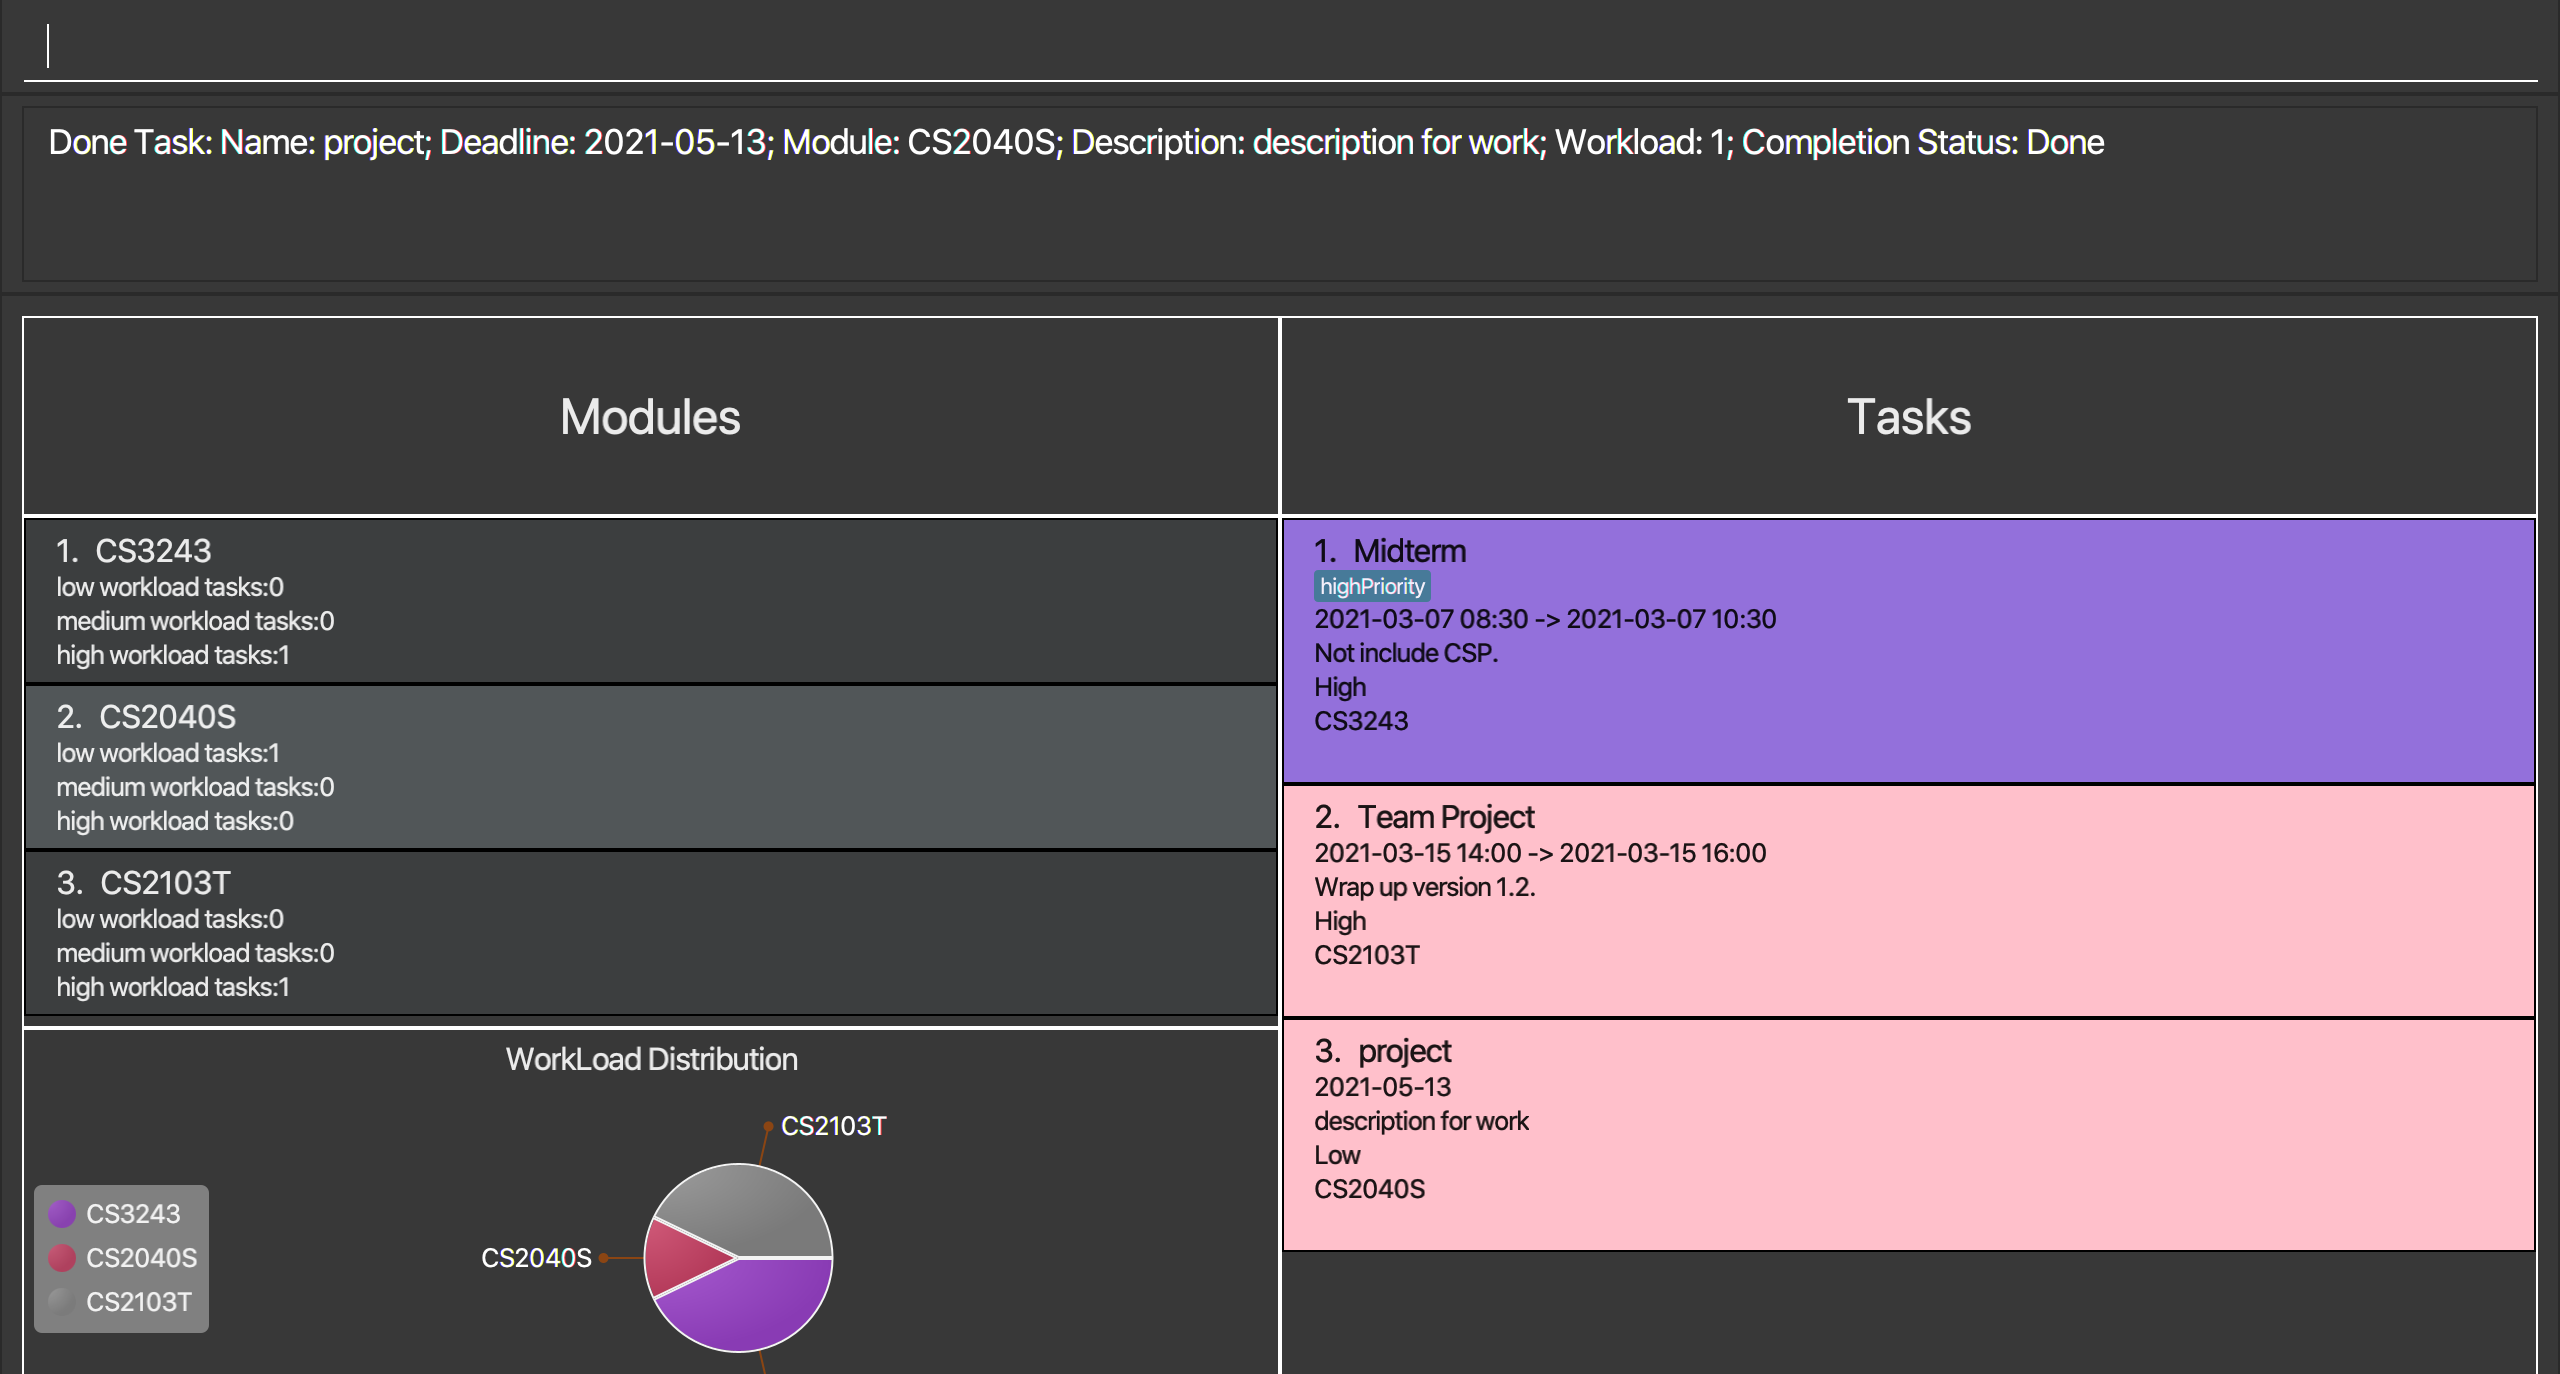 Done Task: Name: project; Deadline: 2021-05-13; Module: CS2040S; Description: description for work; Workload: 1; Completion Status: Done
Modules
1. CS3243
low workload tasks:0
medium workload tasks:0
high workload tasks:1
2. CS2040S
low workload tasks:1
medium workload tasks:0
high workload tasks:0
3. CS2103T
low workload tasks:0
medium workload tasks:0
high workload tasks:1
WorkLoad Distribution
CS2103T
CS2040S
CS3243
CS2040S
CS2103T
Tasks
1. Midterm
highPriority
2021-03-07 08:30 -> 2021-03-07 10:30
Not include CSP.
High
CS3243
2. Team Project
2021-03-15 14:00 -> 2021-03-15 16:00
Wrap up version 1.2.
High
CS2103T
3. project
2021-05-13
description for work
Low
CS2040S